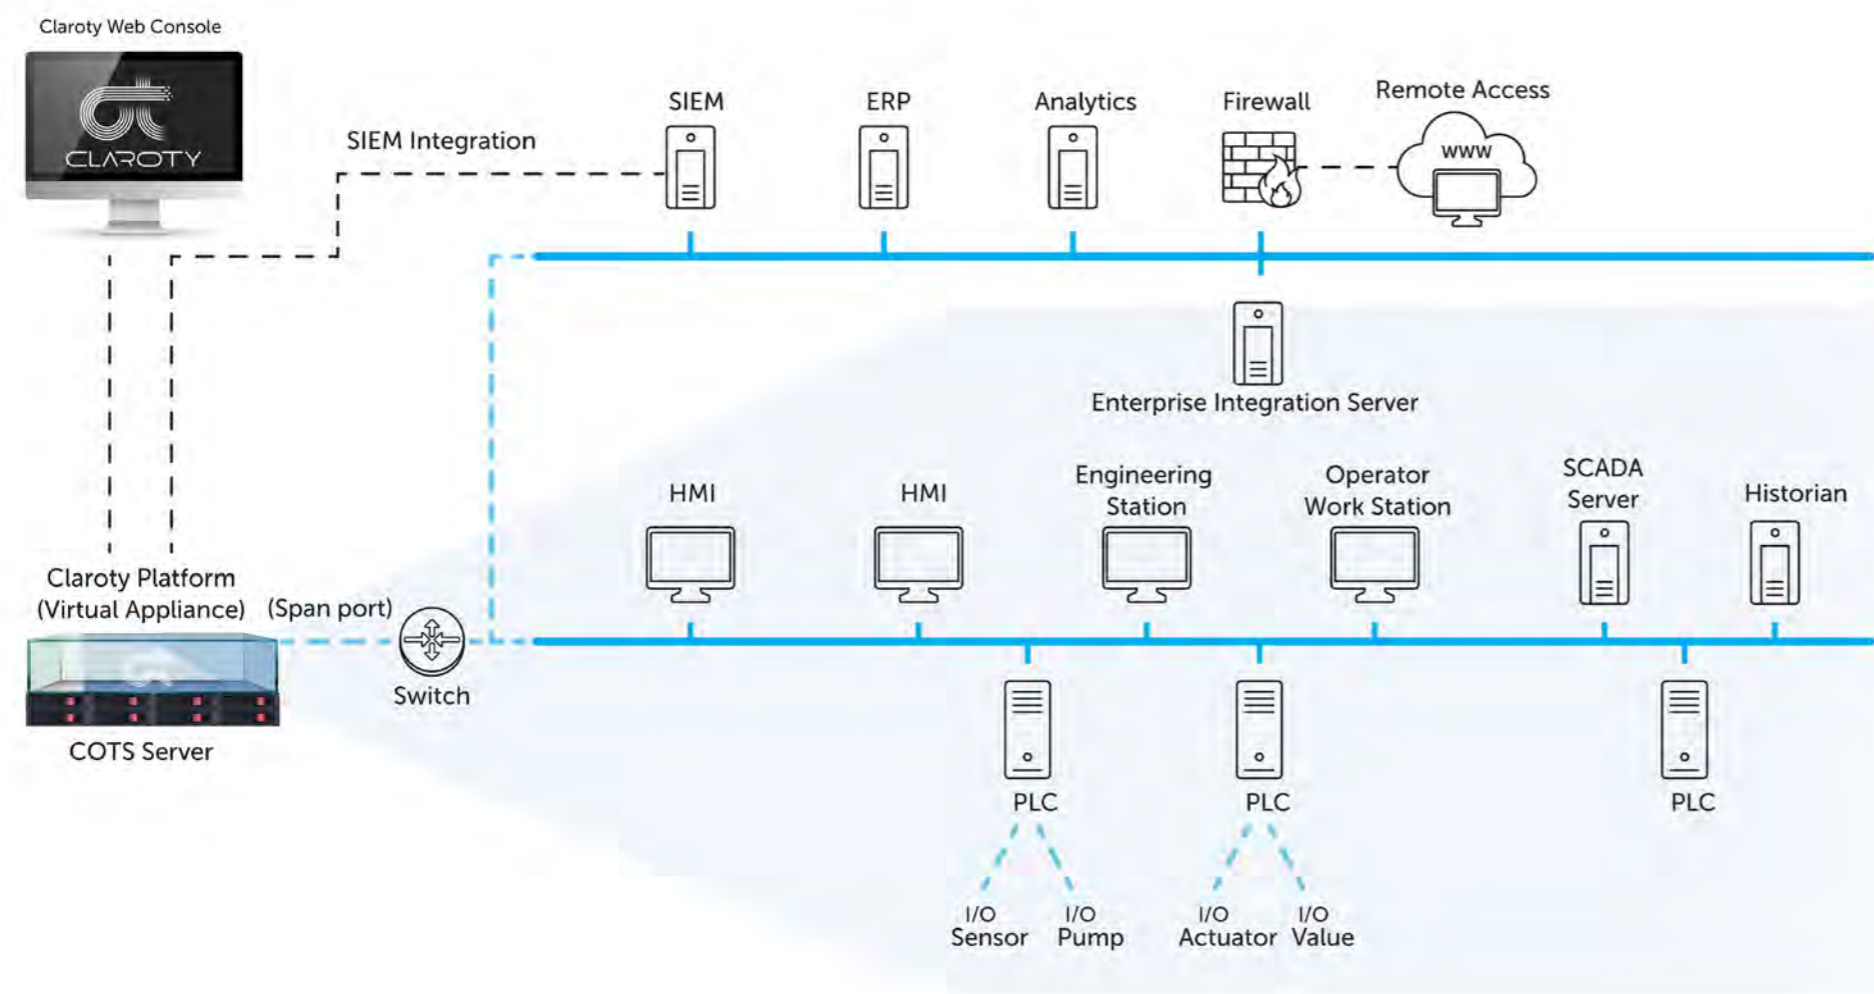 Claroty Web Console
CLAROTY
SIEM Integration
SIEM
ERP
Analytics
Firewall
Remote Access
www
Enterprise Integration Server
HMI
HMI
Engineering
Station
Operator
Work Station
SCADA
Server
Historian
Claroty Platform
(Virtual Appliance)
(Span port)
Switch
COTS Server
PLC
PLC
PLC
I/O
Sensor
I/O
Pump
I/O
Actuator
I/O
Value